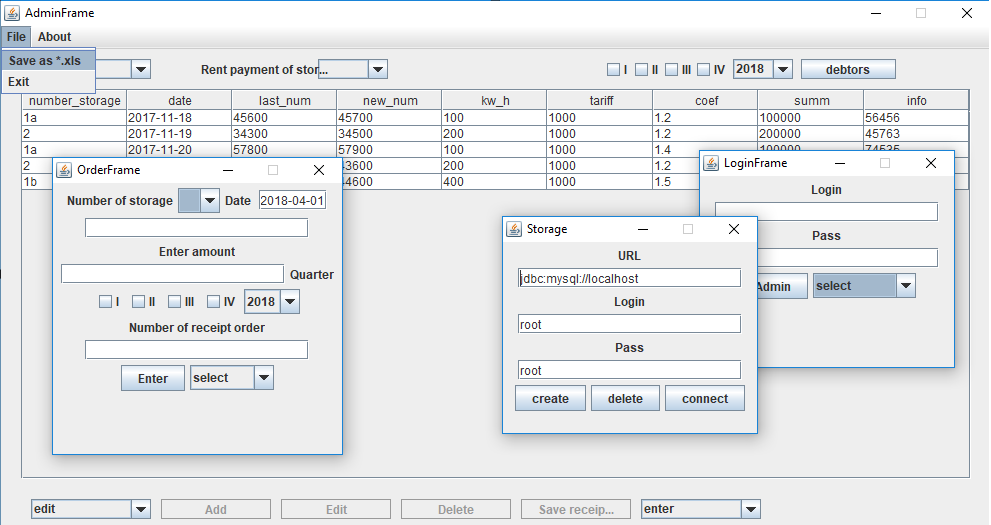 AdminFrame
File About
Save as *.xls
Exit
Rent payment of stor...
I II III IV 2018 debtors
number_storage date last_num new_num kw_h tariff coef summ info
1a 2017-11-18 45600 45700 100 1000 1.2 100000 56456
2 2017-11-19 34300 34500 200 1000 1.2 200000 45763
1a 2017-11-20 57800 57900 100 1000 1.4 100000 74535
2 43600 200 1000 1.2
1b 44600 400 1000 1.5
OrderFrame
Number of storage Date 2018-04-01
Enter amount
Quarter
I II III IV 2018
Number of receipt order
Enter select
Storage
URL
jdbc:mysql://localhost
Login
root
Pass
root
create delete connect
LoginFrame
Login
Pass
Admin select
edit Add Edit Delete Save receip... enter